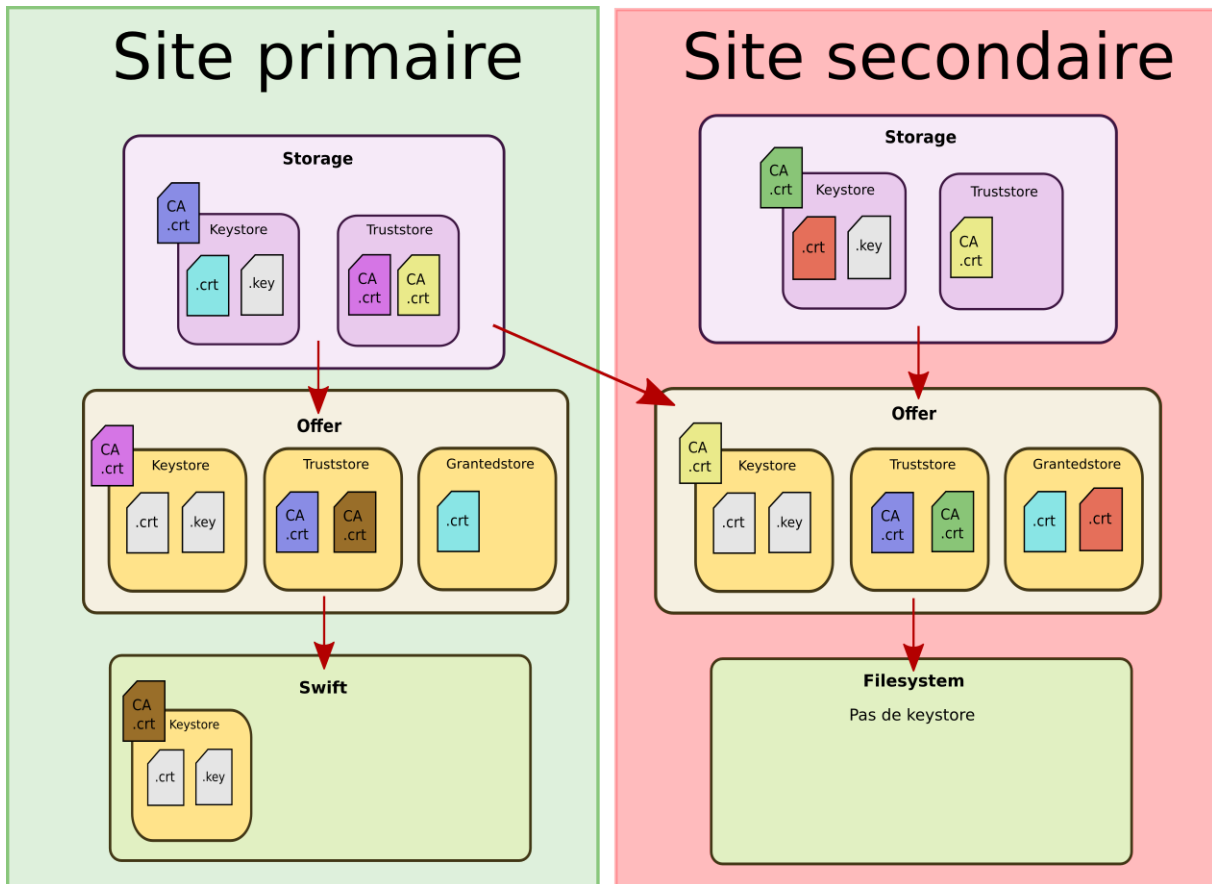 Site primaire
Storage
CA
.crt
Keystore
.crt
.key
Truststore
CA
.crt
CA
.crt
Offer
CA
.crt
Keystore
.crt
.key
Truststore
CA
.crt
CA
.crt
Grantedstore
.crt
Swift
CA
.crt
Keystore
.crt
.key
Site secondaire
Storage
CA
.crt
Keystore
.crt
.key
Truststore
CA
.crt
Offer
CA
.crt
Keystore
.crt
.key
Truststore
CA
.crt
CA
.crt
Grantedstore
.crt
.crt
Filesystem
Pas de keystore